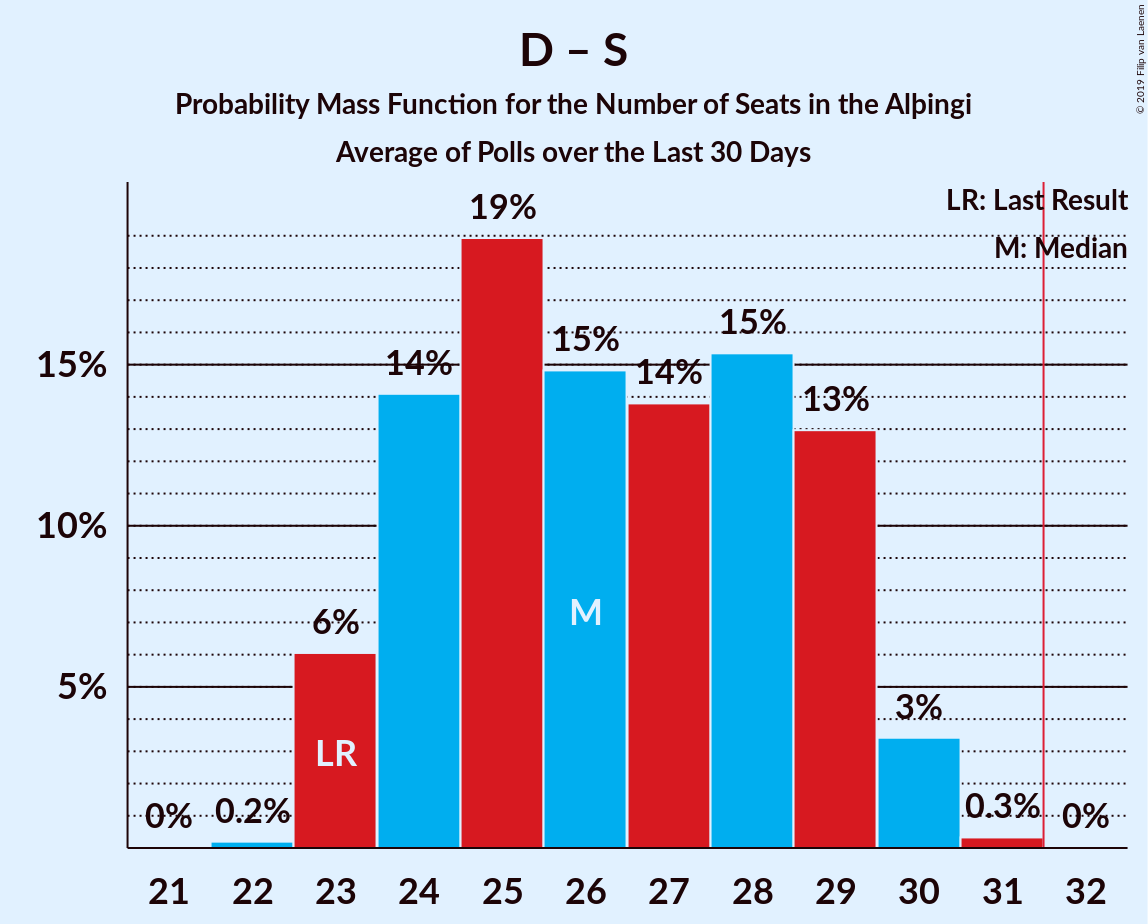 D – S
Probability Mass Function for the Number of Seats in the Alþingi
Average of Polls over the Last 30 Days
© 2019 Filip van Laenen
LR: Last Result
M: Median
15%
10%
5%
0%
0.2%
6%
14%
19%
15%
14%
15%
13%
3%
0.3%
0%
LR
M
21 22 23 24 25 26 27 28 29 30 31 32